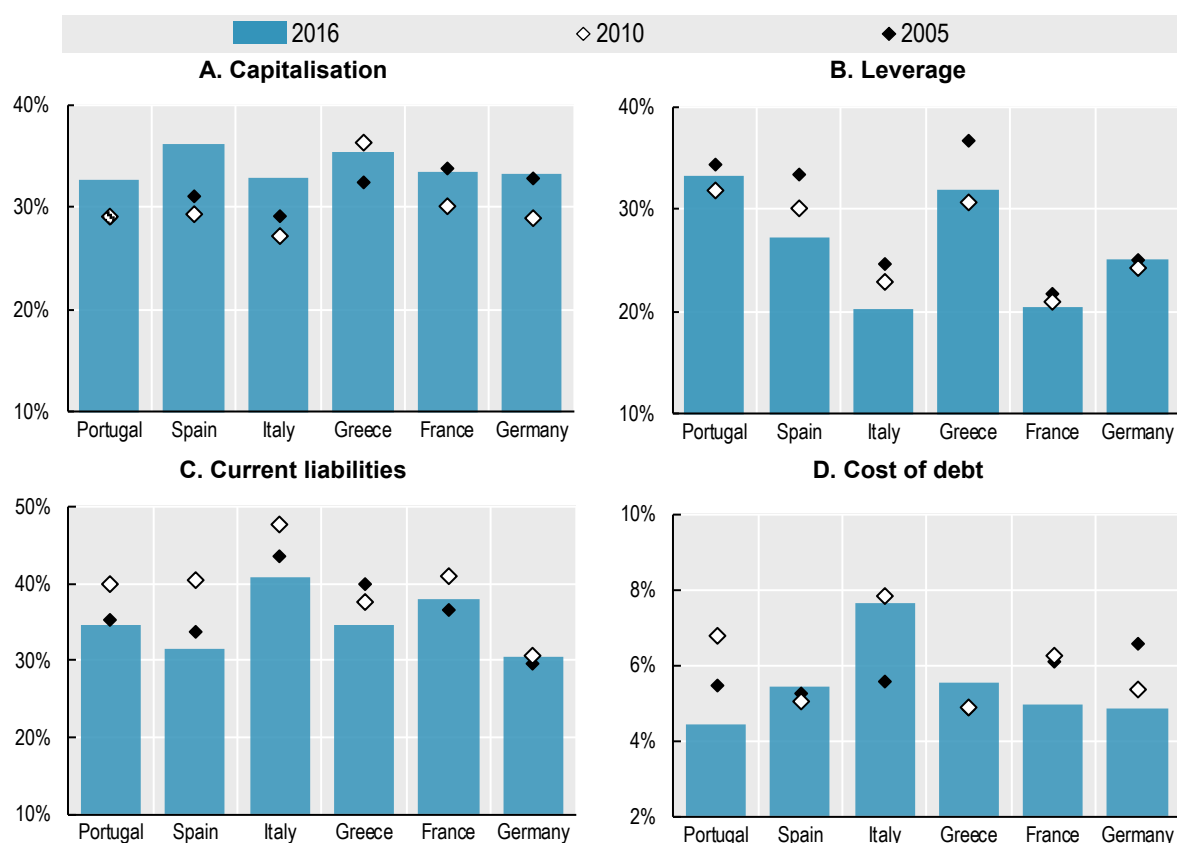 2016 2010 2005
A. Capitalisation
40%
30%
20%
10%
Portugal Spain Italy Greece France Germany
B. Leverage
40%
30%
20%
10%
Portugal Spain Italy Greece France Germany
C. Current liabilities
50%
40%
30%
20%
10%
Portugal Spain Italy Greece France Germany
D. Cost of debt
10%
8%
6%
4%
2%
Portugal Spain Italy Greece France Germany